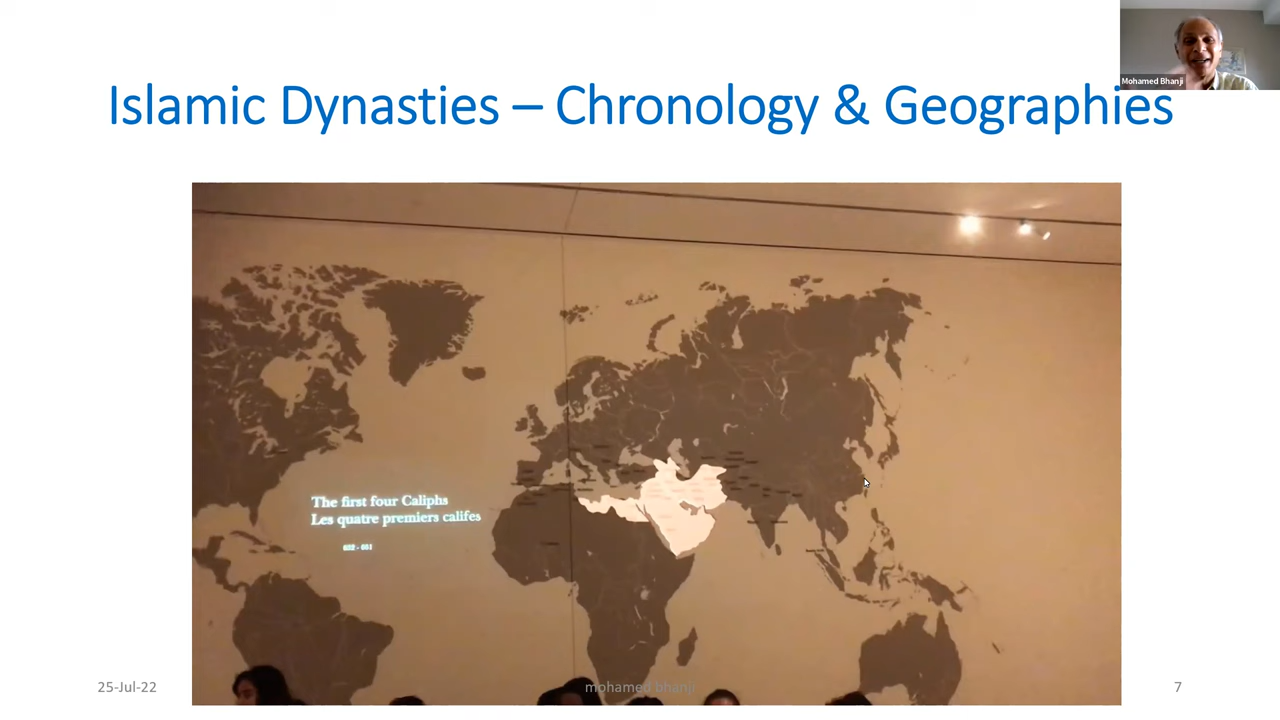 Mohamed Bhanji
Islamic Dynasties – Chronology & Geographies
The first four Caliphs
Les quatre premiers califes
25-Jul-22
mohamed bhanji
7